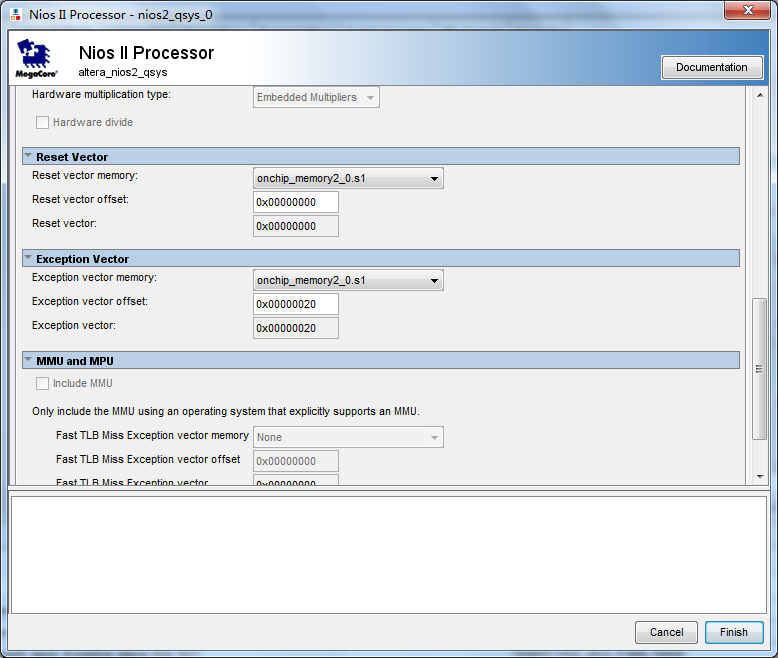 Nios II Processor - nios2_qsys_0
Nios II Processor
altera_nios2_qsys
MegaCore®
Documentation
Hardware multiplication type: Embedded Multipliers
Hardware divide
Reset Vector
Reset vector memory: onchip_memory2_0.s1
Reset vector offset: 0x00000000
Reset vector: 0x00000000
Exception Vector
Exception vector memory: onchip_memory2_0.s1
Exception vector offset: 0x00000020
Exception vector: 0x00000020
MMU and MPU
Include MMU
Only include the MMU using an operating system that explicitly supports an MMU.
Fast TLB Miss Exception vector memory None
Fast TLB Miss Exception vector offset 0x00000000
Fast TLB Miss Exception vector 0x00000000
Cancel Finish